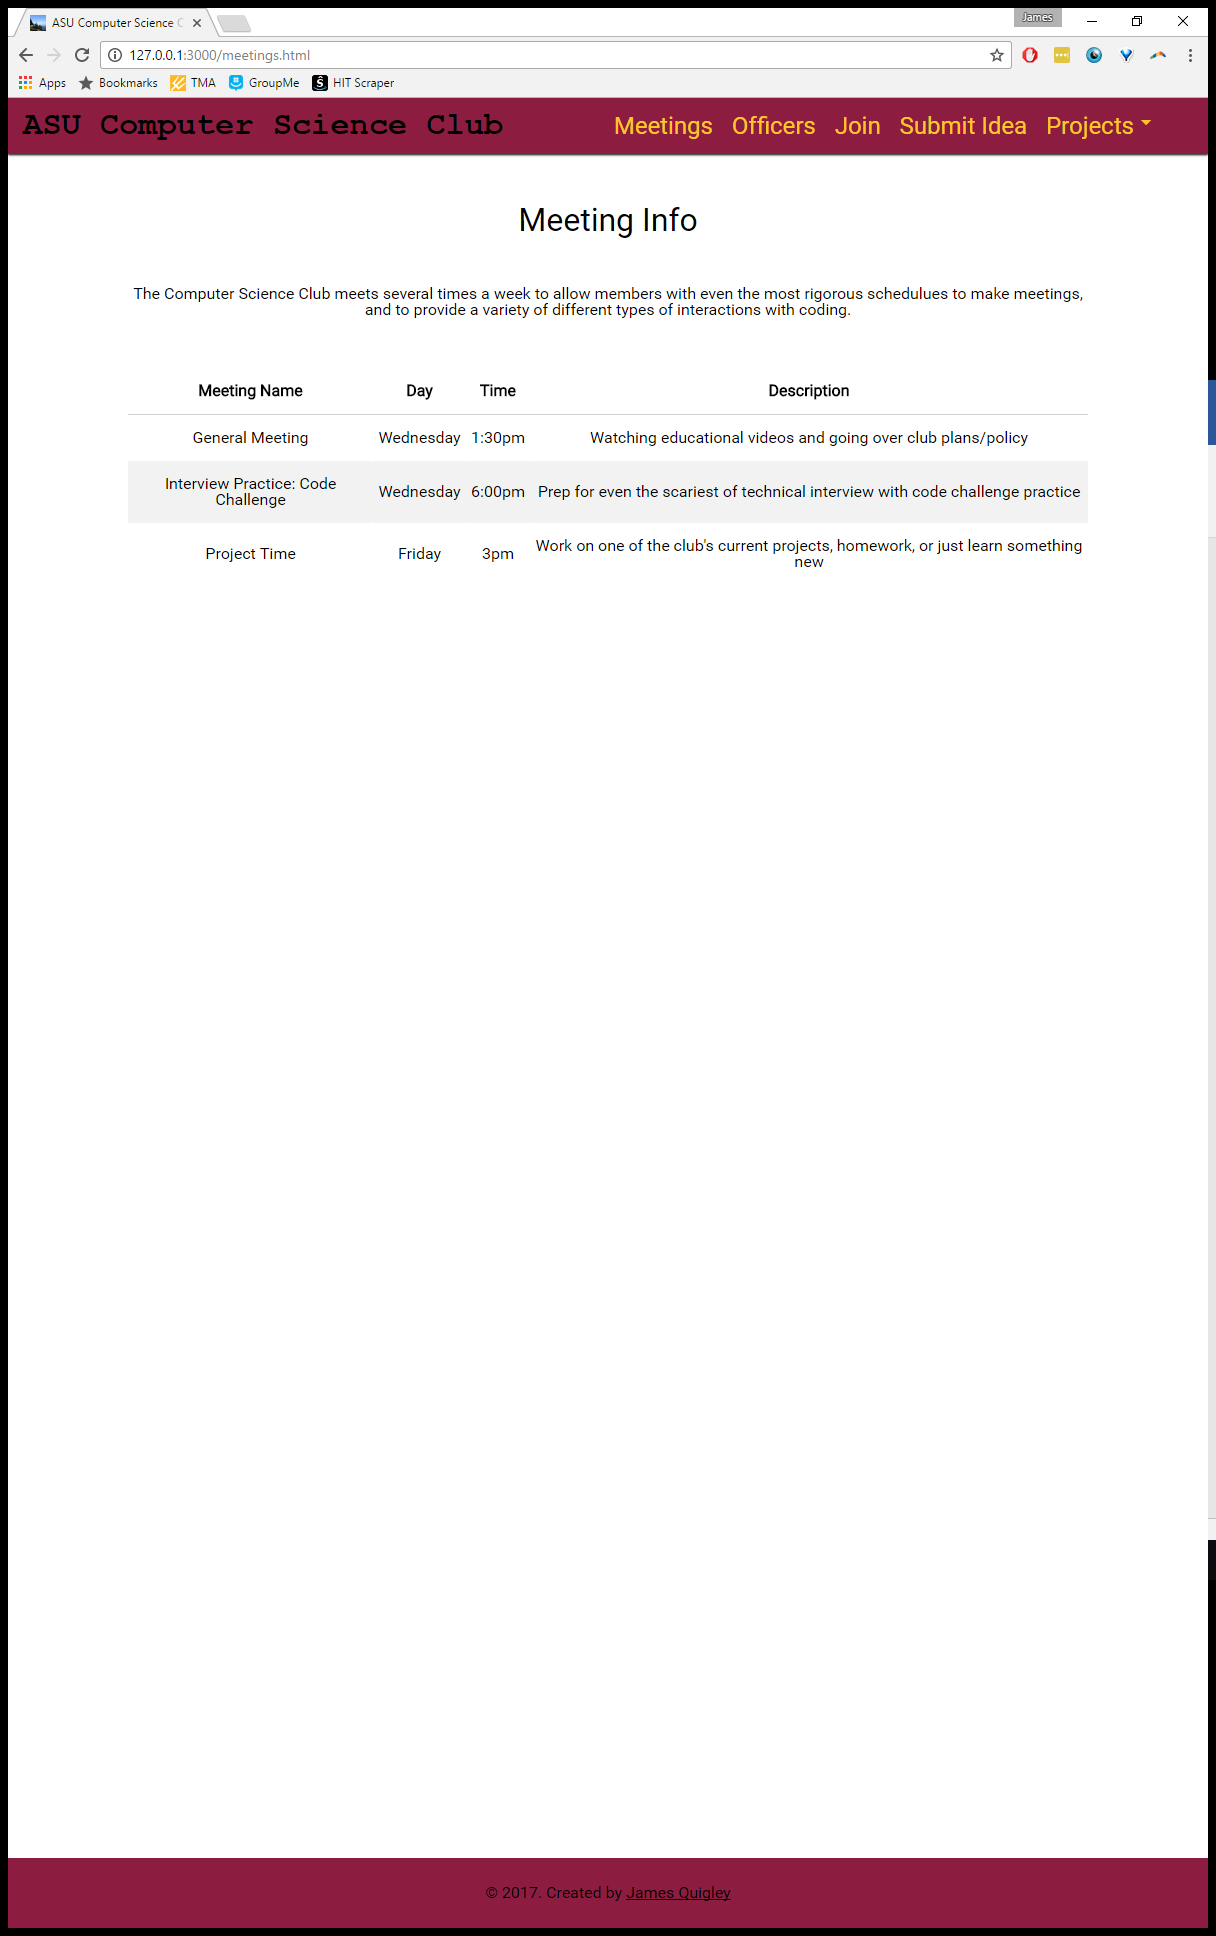 ASU Computer Science C
James
127.0.0.1:3000/meetings.html
Apps Bookmarks TMA GroupMe HIT Scraper
ASU Computer Science Club Meetings Officers Join Submit Idea Projects
Meeting Info
The Computer Science Club meets several times a week to allow members with even the most rigorous schedulues to make meetings,
and to provide a variety of different types of interactions with coding.
Meeting Name Day Time Description
General Meeting Wednesday 1:30pm Watching educational videos and going over club plans/policy
Interview Practice: Code
Challenge Wednesday 6:00pm Prep for even the scariest of technical interview with code challenge practice
Project Time Friday 3pm Work on one of the club's current projects, homework, or just learn something
new
© 2017. Created by James Quigley